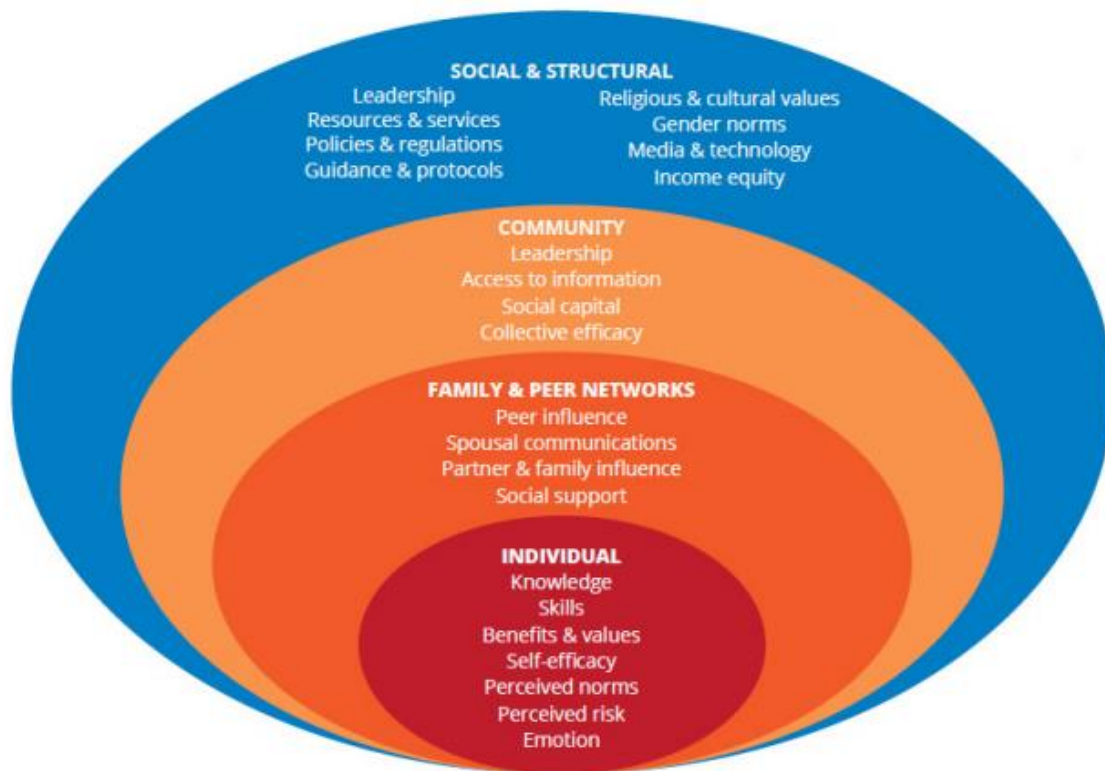 SOCIAL & STRUCTURAL
Leadership
Resources & services
Policies & regulations
Guidance & protocols
Religious & cultural values
Gender norms
Media & technology
Income equity
COMMUNITY
Leadership
Access to information
Social capital
Collective efficacy
FAMILY & PEER NETWORKS
Peer influence
Spousal communications
Partner & family influence
Social support
INDIVIDUAL
Knowledge
Skills
Benefits & values
Self-efficacy
Perceived norms
Perceived risk
Emotion